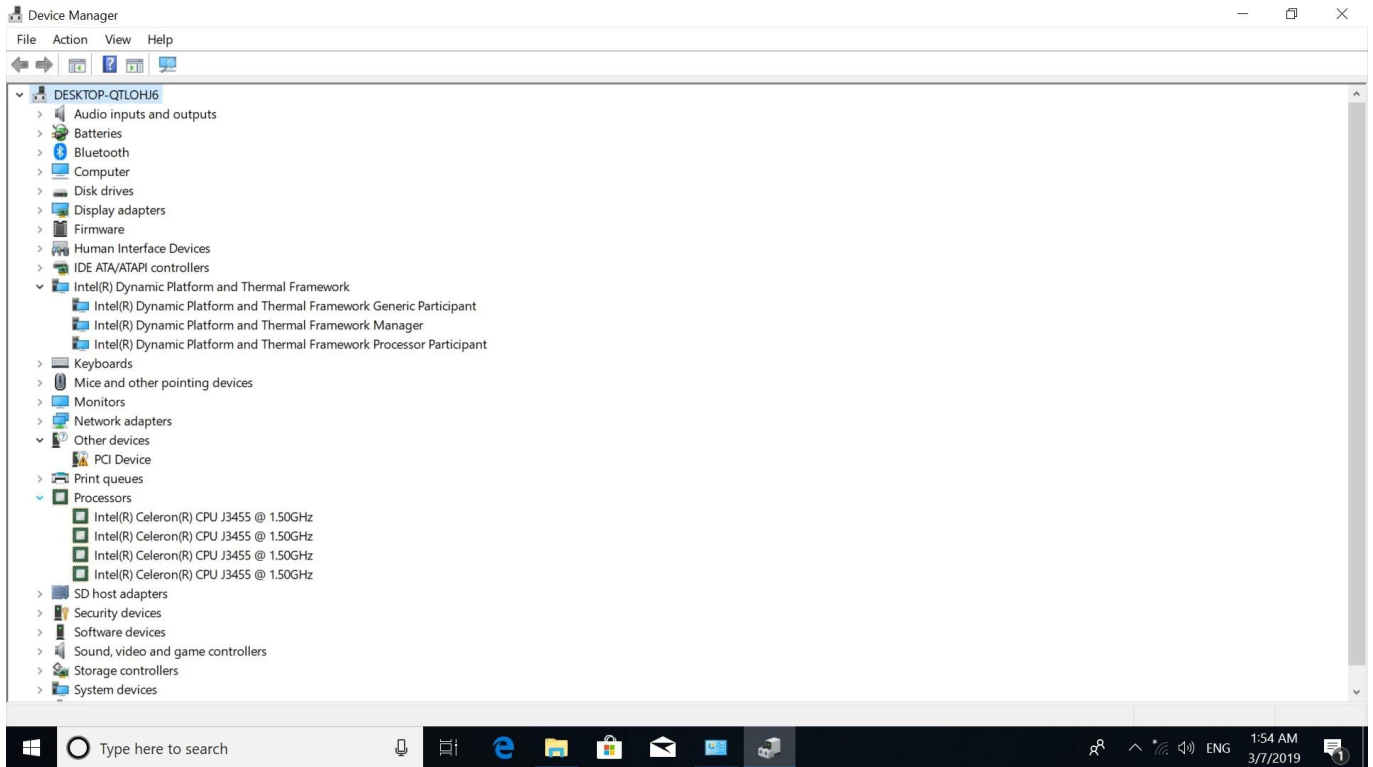 Device Manager
File Action View Help
DESKTOP-QTLOHJ6
Audio inputs and outputs
Batteries
Bluetooth
Computer
Disk drives
Display adapters
Firmware
Human Interface Devices
IDE ATA/ATAPI controllers
Intel(R) Dynamic Platform and Thermal Framework
Intel(R) Dynamic Platform and Thermal Framework Generic Participant
Intel(R) Dynamic Platform and Thermal Framework Manager
Intel(R) Dynamic Platform and Thermal Framework Processor Participant
Keyboards
Mice and other pointing devices
Monitors
Network adapters
Other devices
PCI Device
Print queues
Processors
Intel(R) Celeron(R) CPU J3455 @ 1.50GHz
Intel(R) Celeron(R) CPU J3455 @ 1.50GHz
Intel(R) Celeron(R) CPU J3455 @ 1.50GHz
Intel(R) Celeron(R) CPU J3455 @ 1.50GHz
SD host adapters
Security devices
Software devices
Sound, video and game controllers
Storage controllers
System devices
Type here to search
ENG
1:54 AM
3/7/2019
1